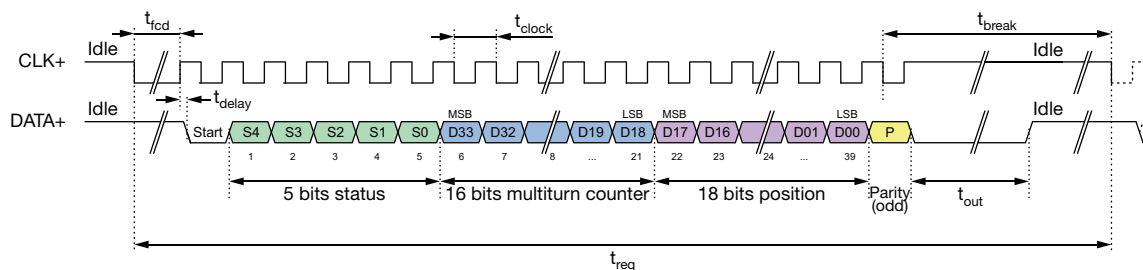 t_fcd t_clock t_break
Idle Idle
CLK+
t_delay
Idle MSB LSB MSB LSB Idle
DATA+
Start S4 S3 S2 S1 S0 D33 D32 D19 D18 D17 D16 D01 D00 P
1 2 3 4 5 6 7 8 ... 21 22 23 24 ... 39
5 bits status 16 bits multiturn counter 18 bits position Parity (odd) t_out
t_req